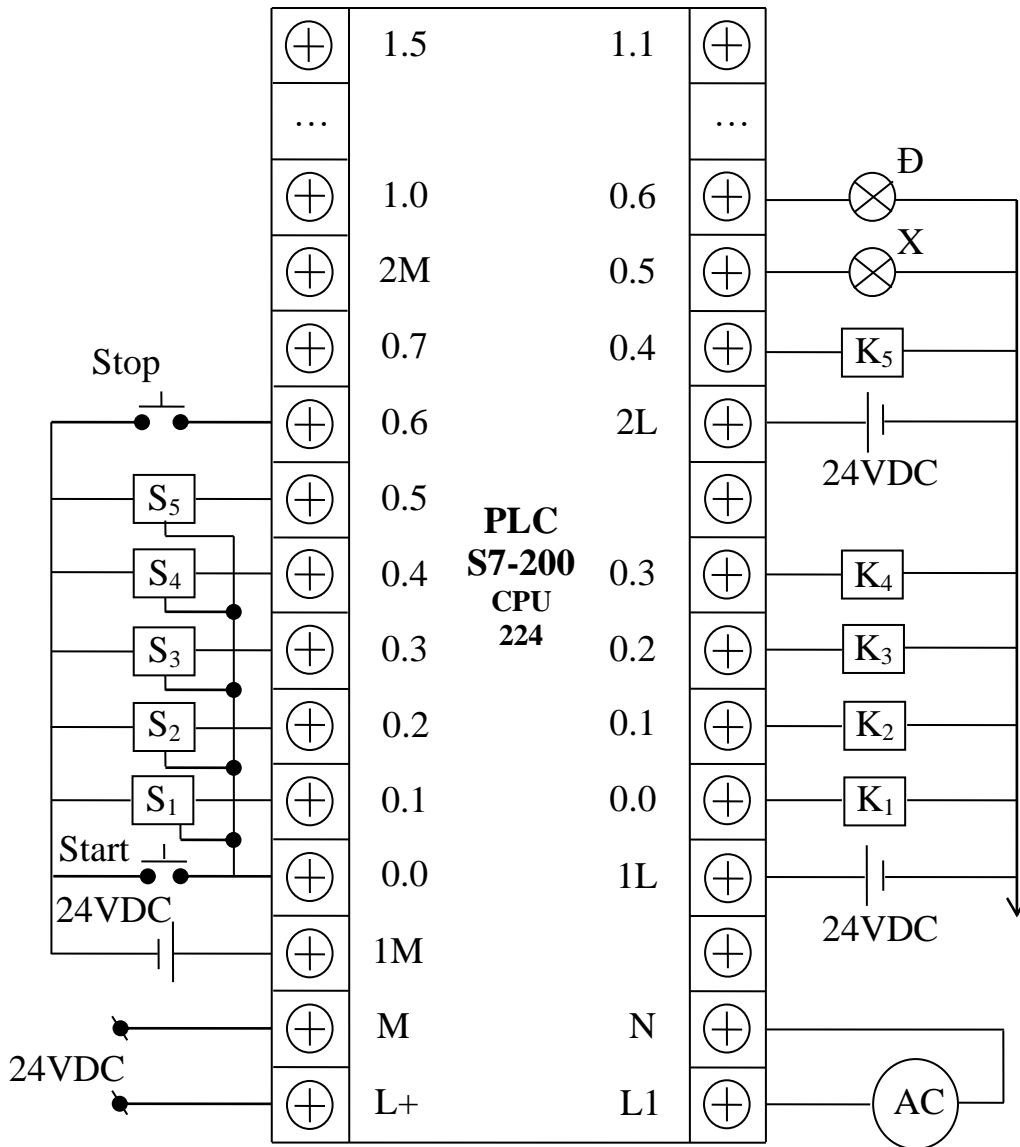 1.5 1.1
… …
Đ
1.0 0.6
X
2M 0.5
0.7 0.4 K5
Stop
0.6 2L
24VDC
S5 0.5
PLC
S7-200
CPU
224
S4 0.4 0.3 K4
S3 0.3 0.2 K3
S2 0.2 0.1 K2
S1 0.1 0.0 K1
Start
0.0 1L
24VDC 24VDC
1M
M N
24VDC
L+ L1 AC